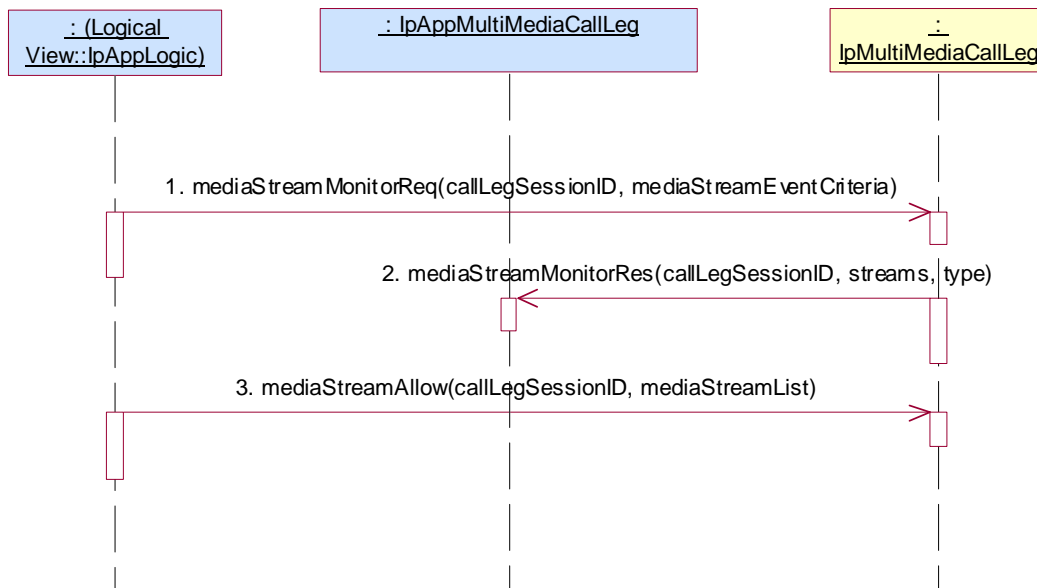 : (Logical
View::IpAppLogic)
: IpAppMultiMediaCallLeg
:
IpMultiMediaCallLeg
1. mediaStreamMonitorReq(callLegSessionID, mediaStreamEventCriteria)
2. mediaStreamMonitorRes(callLegSessionID, streams, type)
3. mediaStreamAllow(callLegSessionID, mediaStreamList)